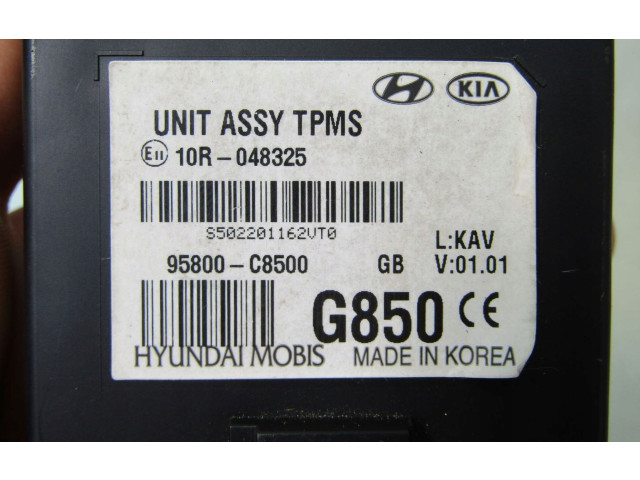 KIA
UNIT ASSY TPMS
E11 10R-048325
S502201162VT0
L:KAV
95800-C8500 GB V:01.01
G850 CE
HYUNDAI MOBIS MADE IN KOREA